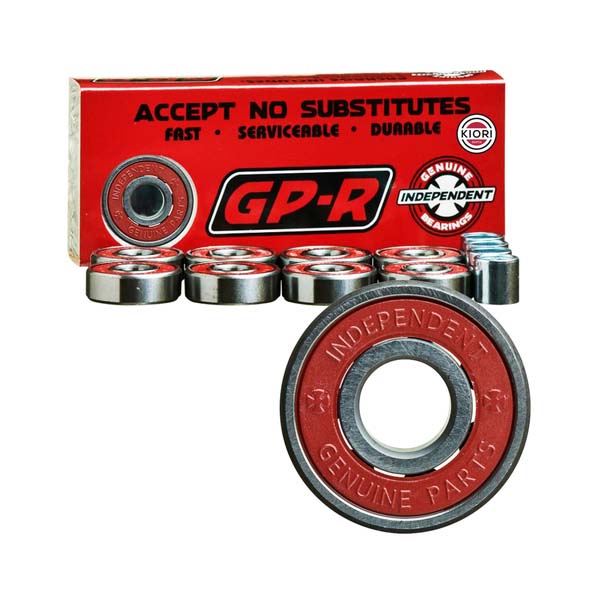 ACCEPT NO SUBSTITUTES
FAST • SERVICEABLE • DURABLE
KIORI
GP-R
GENUINE
INDEPENDENT
BEARINGS
INDEPENDENT
GENUINE PARTS
INDEPENDENT
GENUINE PARTS